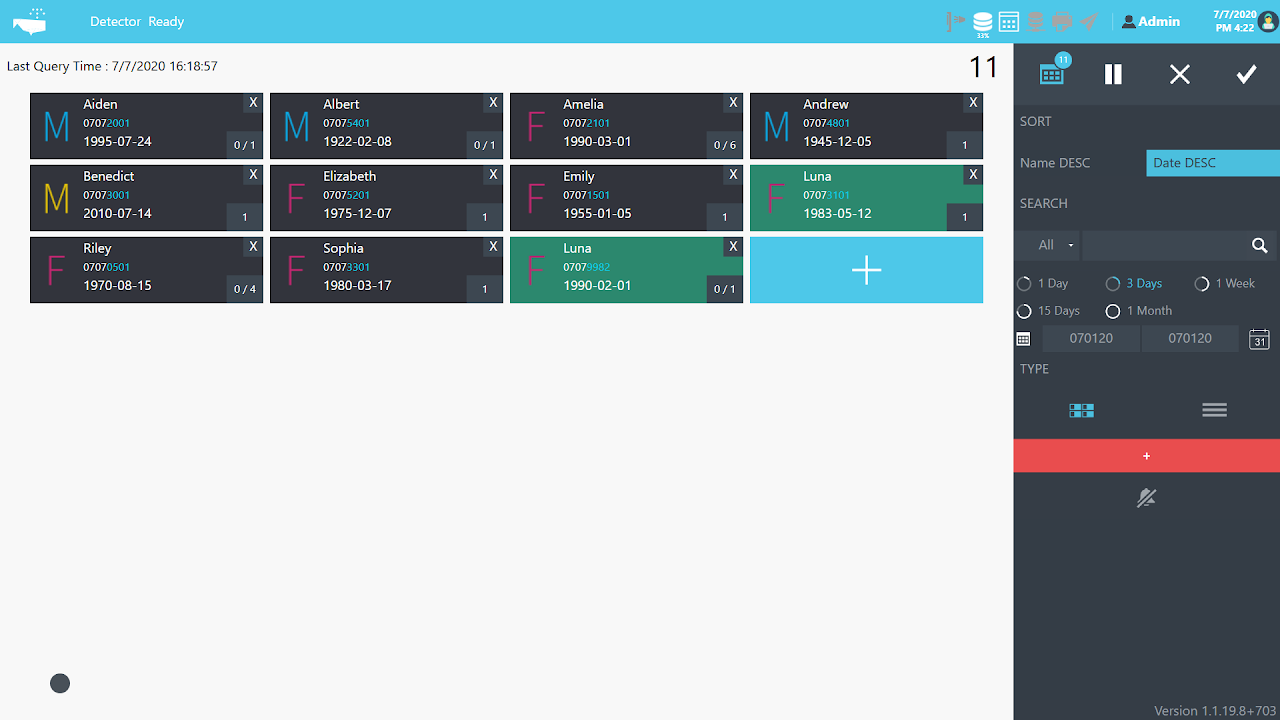 Detector Ready
33%
Admin
7/7/2020
PM 4:22
Last Query Time : 7/7/2020 16:18:57
11
M
Aiden
07072001
1995-07-24
X
0 / 1
M
Albert
07075401
1922-02-08
X
0 / 1
F
Amelia
07072101
1990-03-01
X
0 / 6
M
Andrew
07074801
1945-12-05
X
1
M
Benedict
07073001
2010-07-14
X
1
F
Elizabeth
07075201
1975-12-07
X
1
F
Emily
07071501
1955-01-05
X
1
F
Luna
07073101
1983-05-12
X
1
F
Riley
07070501
1970-08-15
X
0 / 4
F
Sophia
07073301
1980-03-17
X
1
F
Luna
07079982
1990-02-01
X
0 / 1
11
SORT
Name DESC
Date DESC
SEARCH
All
1 Day
3 Days
1 Week
15 Days
1 Month
070120
070120
31
TYPE
+
Version 1.1.19.8+703